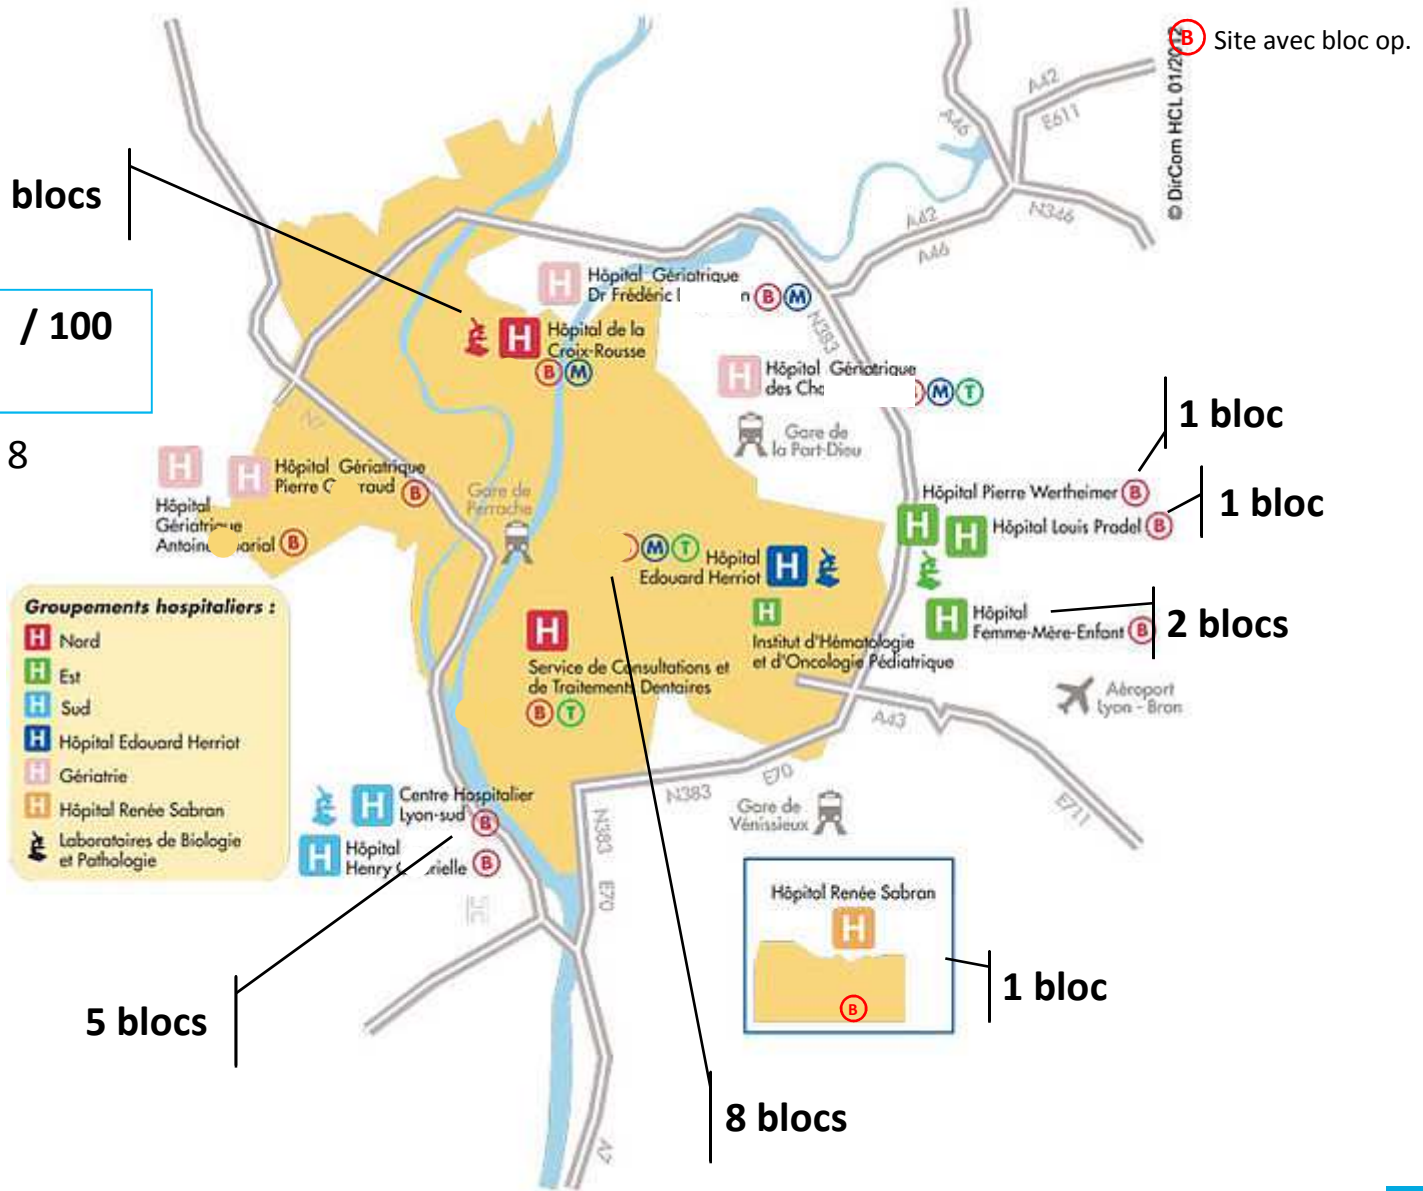 B Site avec bloc op.
© DirCom HCL 01/2012
A42
E611
A46
N346
A42
A46
blocs
/ 100
8
Hôpital Gériatrique
Dr Frédéric
n B M
N383
Hôpital de la
Croix-Rousse
B M
Hôpital Gériatrique
des Cha
M T
Gare de
la Part-Dieu
1 bloc
1 bloc
Hôpital Pierre Wertheimer B
Hôpital Louis Pradel B
Hôpital Gériatrique
Pierre G raud B
Hôpital
Gériatrique
Antoine arial B
Gare de
Perrache
M T Hôpital
Edouard Herriot
Institut d'Hématologie
et d'Oncologie Pédiatrique
Hôpital
Femme-Mère-Enfant B
2 blocs
Service de Consultations et
de Traitements Dentaires
B T
Aéroport
Lyon - Bron
A43
E70
N383
E711
Gare de
Vénissieux
N383
E70
Groupements hospitaliers :
H Nord
H Est
H Sud
H Hôpital Edouard Herriot
H Gériatrie
H Hôpital Renée Sabran
Laboratoires de Biologie
et Pathologie
Centre Hospitalier
Lyon-sud B
Hôpital
Henry rielle B
5 blocs
Hôpital Renée Sabran
H
B
1 bloc
8 blocs
A7